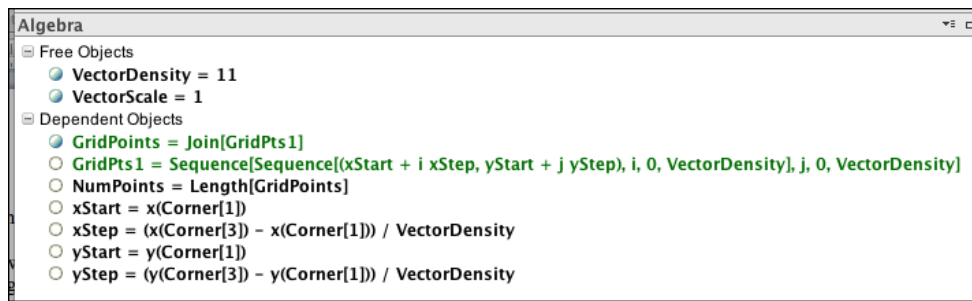 Algebra
Free Objects
VectorDensity = 11
VectorScale = 1
Dependent Objects
GridPoints = Join[GridPts1]
GridPts1 = Sequence[Sequence[(xStart + i xStep, yStart + j yStep), i, 0, VectorDensity], j, 0, VectorDensity]
NumPoints = Length[GridPoints]
xStart = x(Corner[1])
xStep = (x(Corner[3]) – x(Corner[1])) / VectorDensity
yStart = y(Corner[1])
yStep = (y(Corner[3]) – y(Corner[1])) / VectorDensity